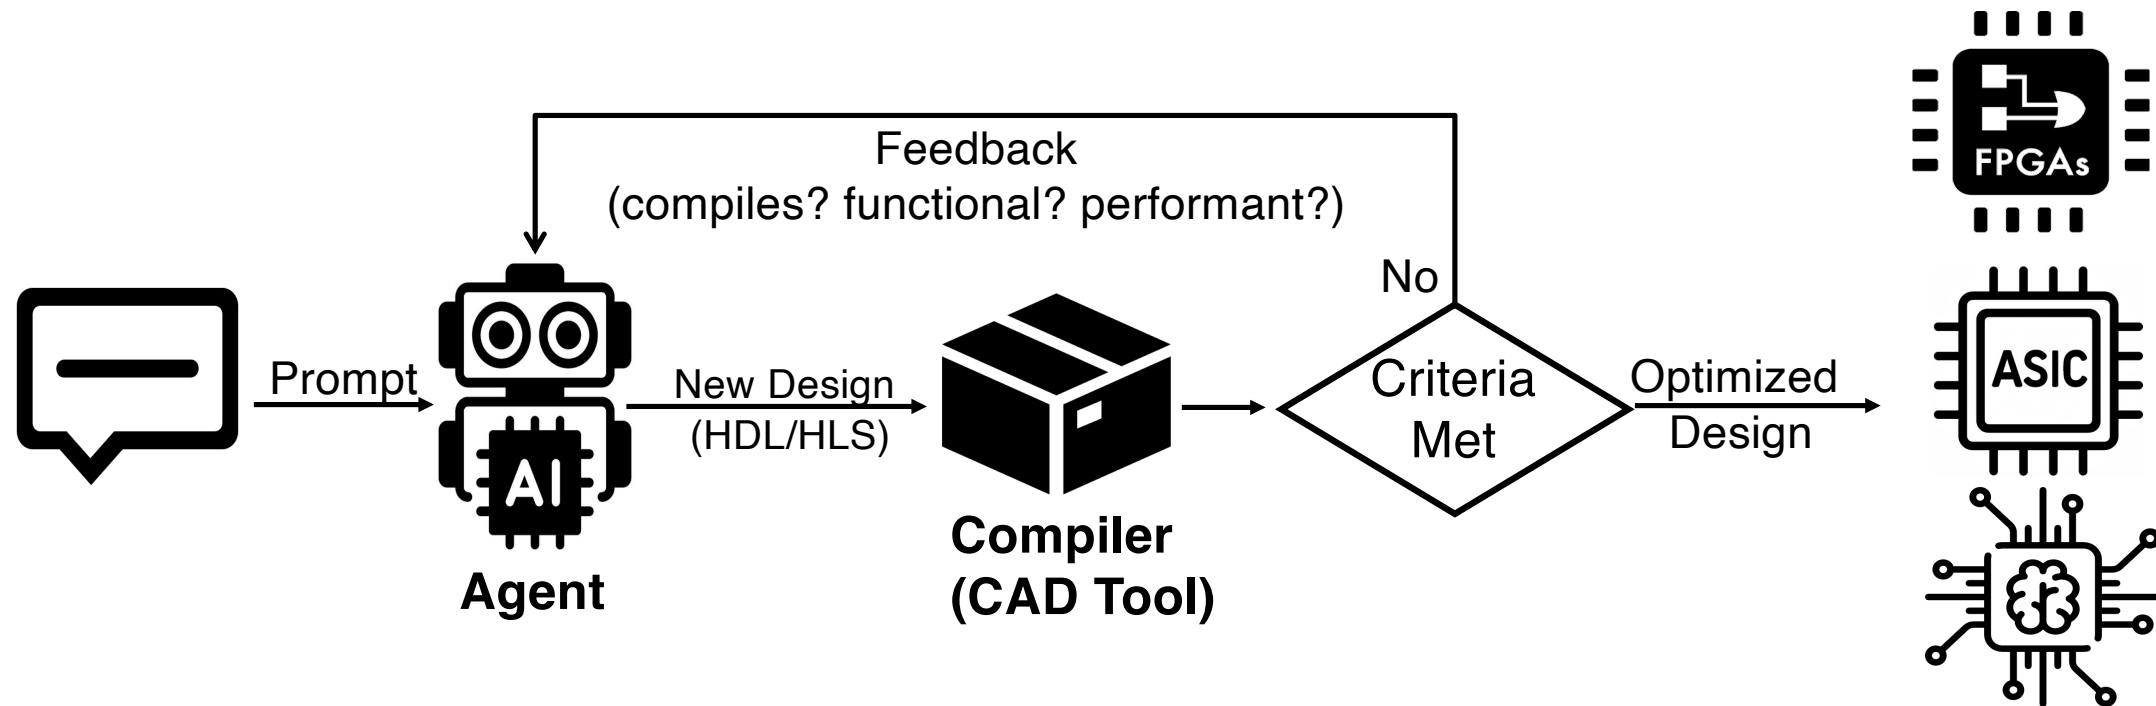 Prompt
AI
Agent
New Design
(HDL/HLS)
Compiler
(CAD Tool)
Feedback
(compiles? functional? performant?)
No
Criteria
Met
Optimized
Design
FPGAs
ASIC